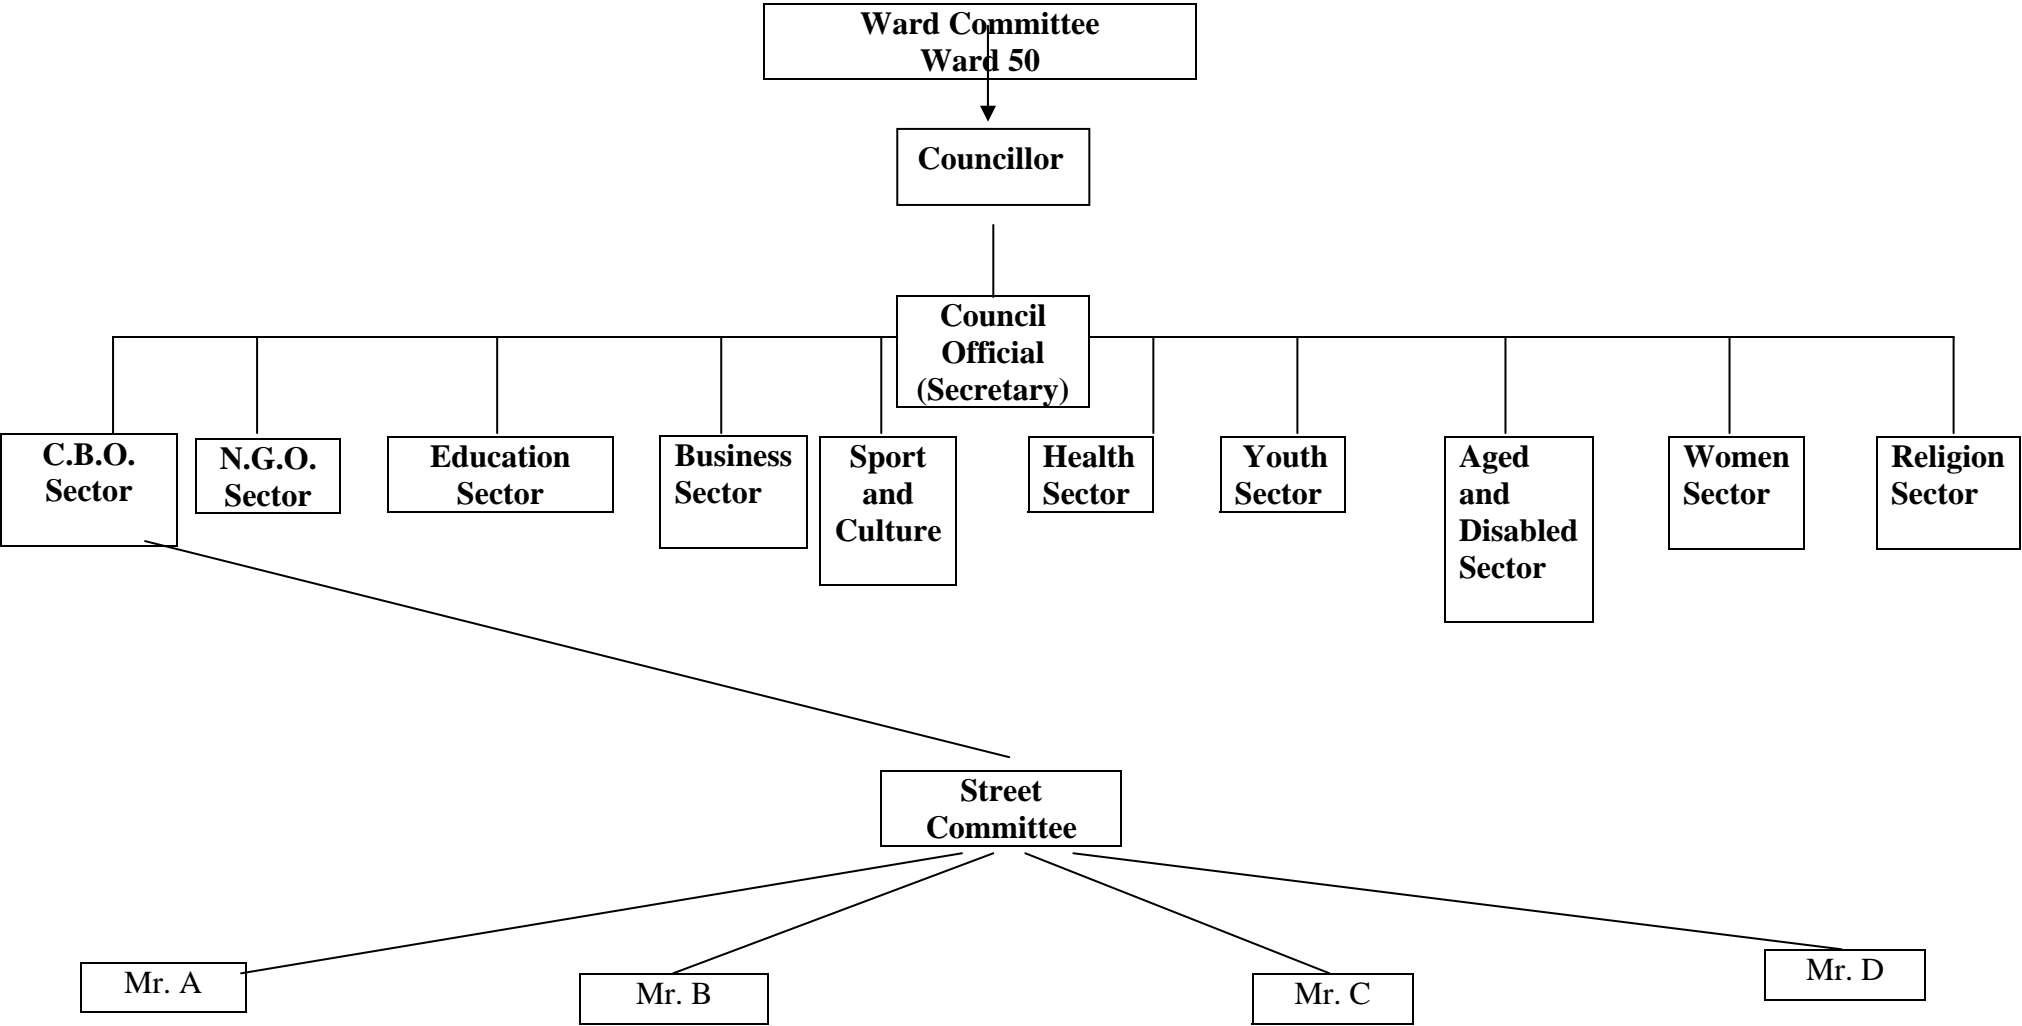 Ward Committee
Ward 50
Councillor
Council
Official
(Secretary)
C.B.O.
Sector
N.G.O.
Sector
Education
Sector
Business
Sector
Sport
and
Culture
Health
Sector
Youth
Sector
Aged
and
Disabled
Sector
Women
Sector
Religion
Sector
Street
Committee
Mr. A
Mr. B
Mr. C
Mr. D